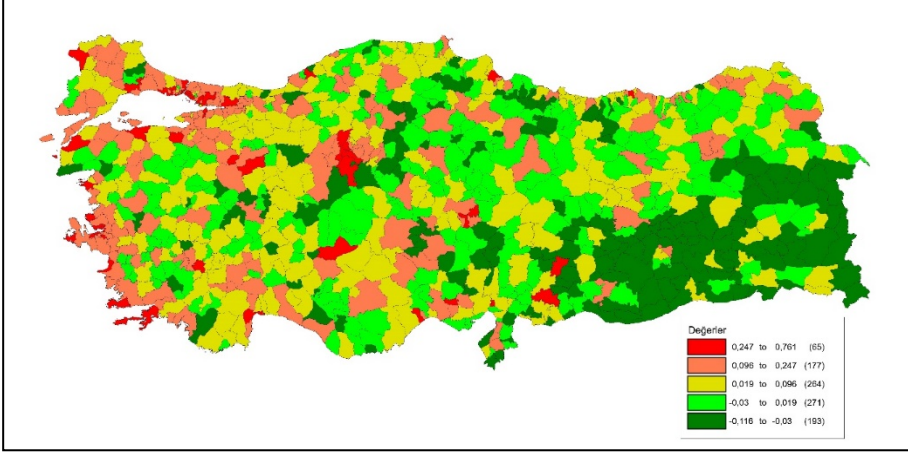 Değerler
0,247 to 0,761 (65)
0,096 to 0,247 (177)
0,019 to 0,096 (264)
-0,03 to 0,019 (271)
-0,116 to -0,03 (193)